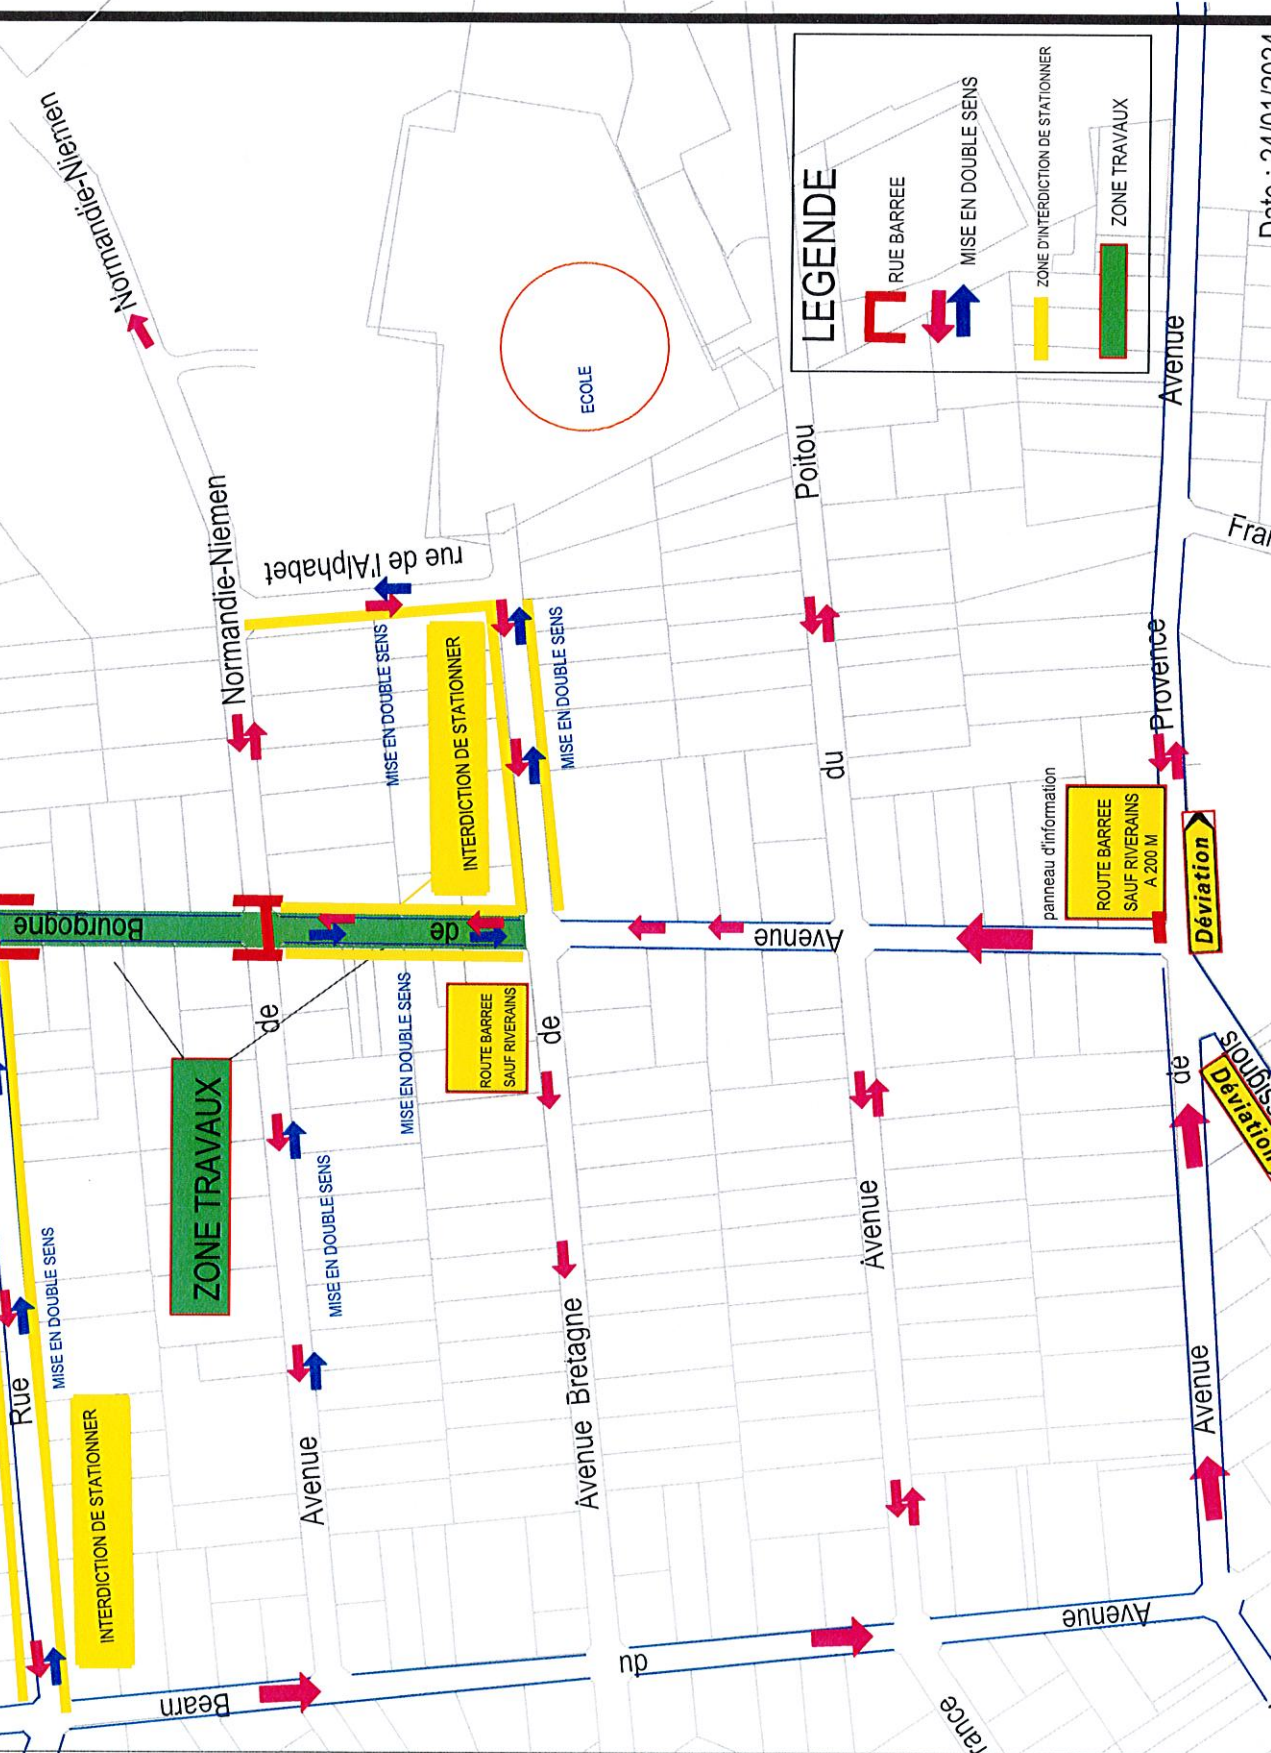 Normandie-Niemen
Normandie-Niemen
rue de l'Alphabet
ECOLE
LEGENDE
RUE BARREE
MISE EN DOUBLE SENS
ZONE D'INTERDICTION DE STATIONNER
ZONE TRAVAUX
Poitou
du
Avenue
Avenue
Provence
de
Avenue
MISE EN DOUBLE SENS
INTERDICTION DE STATIONNER
MISE EN DOUBLE SENS
Bourgogne
de
Avenue
panneau d'information
ROUTE BARREE
SAUF RIVERAINS
A 200 M
Déviation
Déviation
ZONE TRAVAUX
de
Avenue
MISE EN DOUBLE SENS
ROUTE BARREE
SAUF RIVERAINS
MISE EN DOUBLE SENS
de
Avenue Bretagne
MISE EN DOUBLE SENS
Rue
INTERDICTION DE STATIONNER
Bearn
du
Avenue